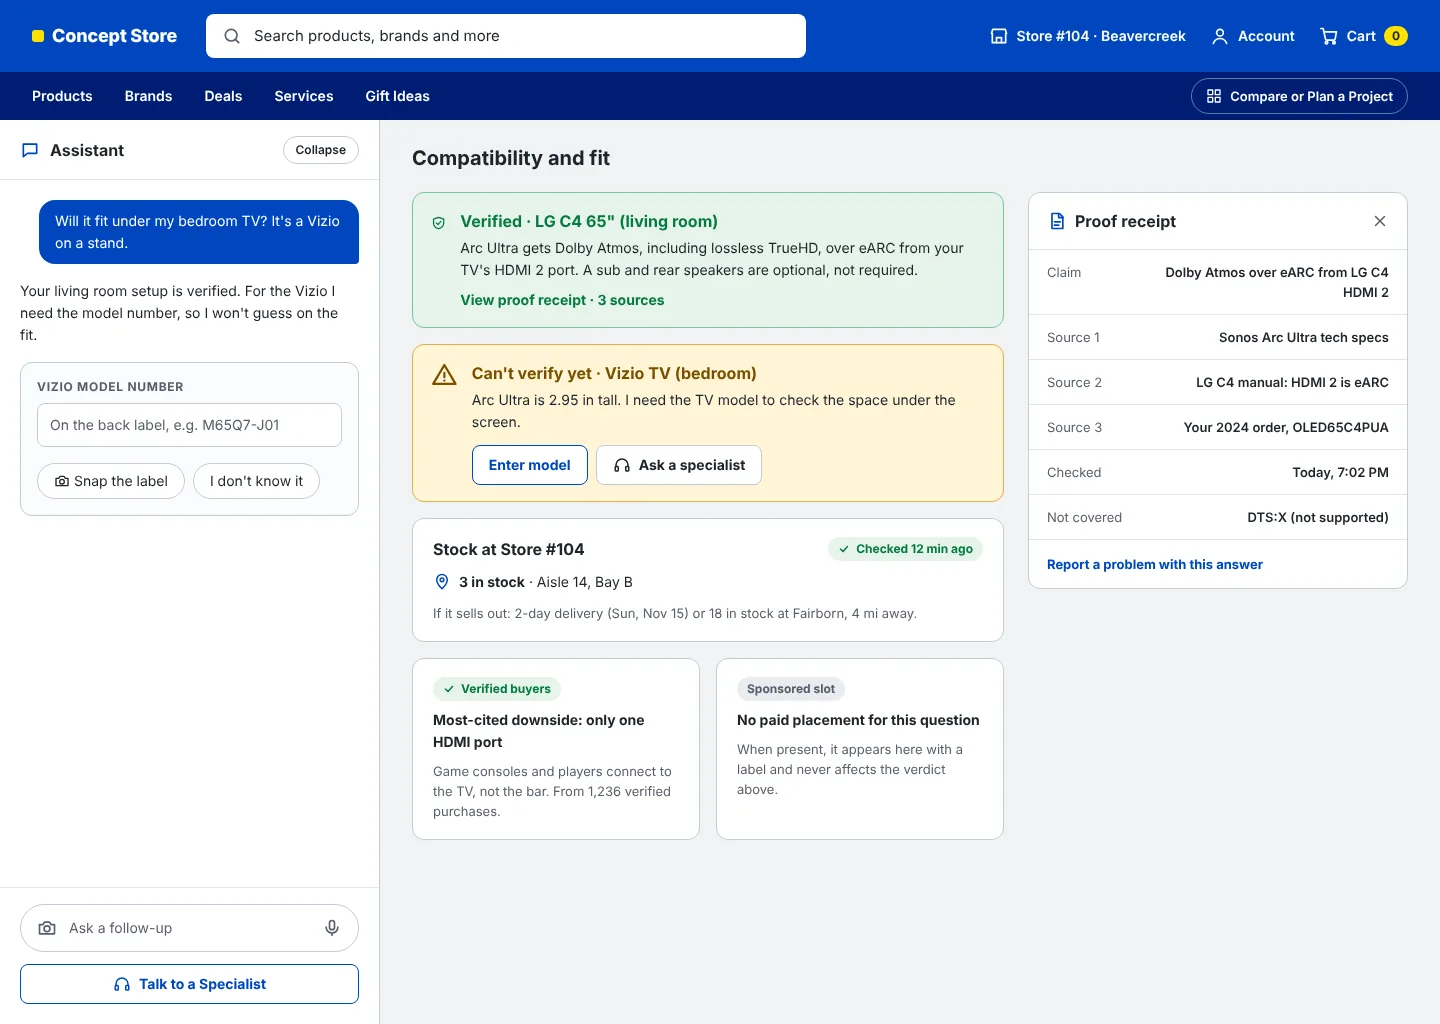 Concept Store
Search products, brands and more
Store #104 · Beavercreek
Account
Cart
0
Products
Brands
Deals
Services
Gift Ideas
Compare or Plan a Project
Assistant
Collapse
Will it fit under my bedroom TV? It's a Vizio
on a stand.
Your living room setup is verified. For the Vizio I
need the model number, so I won't guess on the
fit.
VIZIO MODEL NUMBER
On the back label, e.g. M65Q7-J01
Snap the label
I don't know it
Ask a follow-up
Talk to a Specialist
Compatibility and fit
Verified · LG C4 65" (living room)
Arc Ultra gets Dolby Atmos, including lossless TrueHD, over eARC from your
TV's HDMI 2 port. A sub and rear speakers are optional, not required.
View proof receipt · 3 sources
Can't verify yet · Vizio TV (bedroom)
Arc Ultra is 2.95 in tall. I need the TV model to check the space under the
screen.
Enter model
Ask a specialist
Stock at Store #104
Checked 12 min ago
3 in stock · Aisle 14, Bay B
If it sells out: 2-day delivery (Sun, Nov 15) or 18 in stock at Fairborn, 4 mi away.
Verified buyers
Most-cited downside: only one
HDMI port
Game consoles and players connect to
the TV, not the bar. From 1,236 verified
purchases.
Sponsored slot
No paid placement for this question
When present, it appears here with a
label and never affects the verdict
above.
Proof receipt
Claim
Dolby Atmos over eARC from LG C4
HDMI 2
Source 1
Sonos Arc Ultra tech specs
Source 2
LG C4 manual: HDMI 2 is eARC
Source 3
Your 2024 order, OLED65C4PUA
Checked
Today, 7:02 PM
Not covered
DTS:X (not supported)
Report a problem with this answer